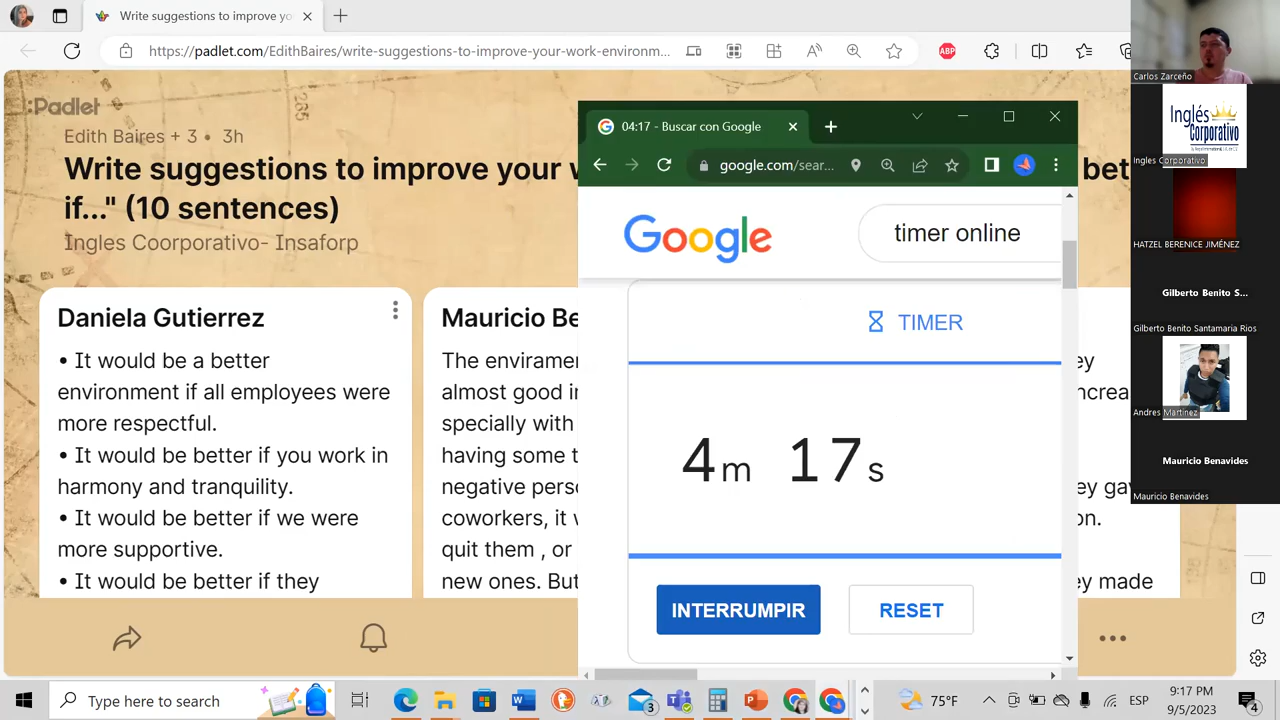 Write suggestions to improve yo
https://padlet.com/EdithBaires/write-suggestions-to-improve-your-work-environm...
ABP
Carlos Zarceño
:Padlet
Edith Baires + 3 • 3h
Write suggestions to improve your w
bet
if..." (10 sentences)
Ingles Coorporativo- Insaforp
04:17 - Buscar con Google
google.com/sear...
Google
timer online
TIMER
4m 17s
INTERRUMPIR
RESET
Daniela Gutierrez
• It would be a better
environment if all employees were
more respectful.
• It would be better if you work in
harmony and tranquility.
• It would be better if we were
more supportive.
• It would be better if they
Mauricio Be
The enviramen
almost good in
specially with
having some t
negative perso
coworkers, it w
quit them , or
new ones. But
ey
ncrea
ey gav
on.
ey made
Inglés
Corporativo
Ingles Corporativo
HATZEL BERENICE JIMÉNEZ
Gilberto Benito S...
Gilberto Benito Santamaria Rios
Andres Martinez
Mauricio Benavides
Mauricio Benavides
Type here to search
3
75°F
ESP
9:17 PM
9/5/2023
4